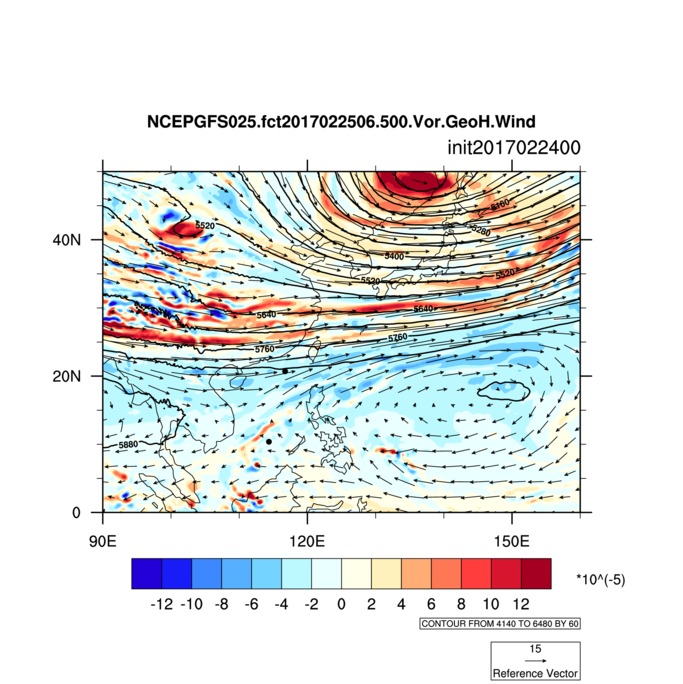 NCEPGFS025.fct2017022506.500.Vor.GeoH.Wind
init2017022400
5160
5280
5520
5400
5520
5520
5640
5640
5760
5760
5880
40N
20N
0
90E 120E 150E
-12 -10 -8 -6 -4 -2 0 2 4 6 8 10 12
*10^(-5)
CONTOUR FROM 4140 TO 6480 BY 60
15
Reference Vector